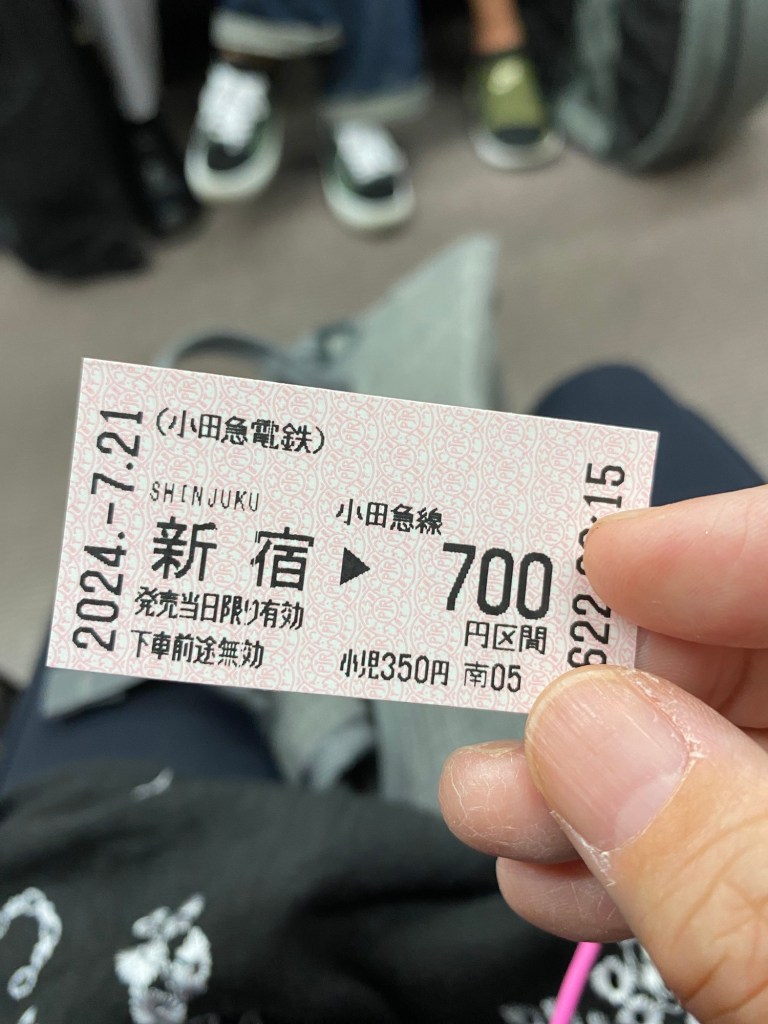 2024.-7.21
(小田急電鉄)
SHINJUKU
新宿 ▶
小田急線
700
円区間
発売当日限り有効
下車前途無効
小児350円 南05
622
:15